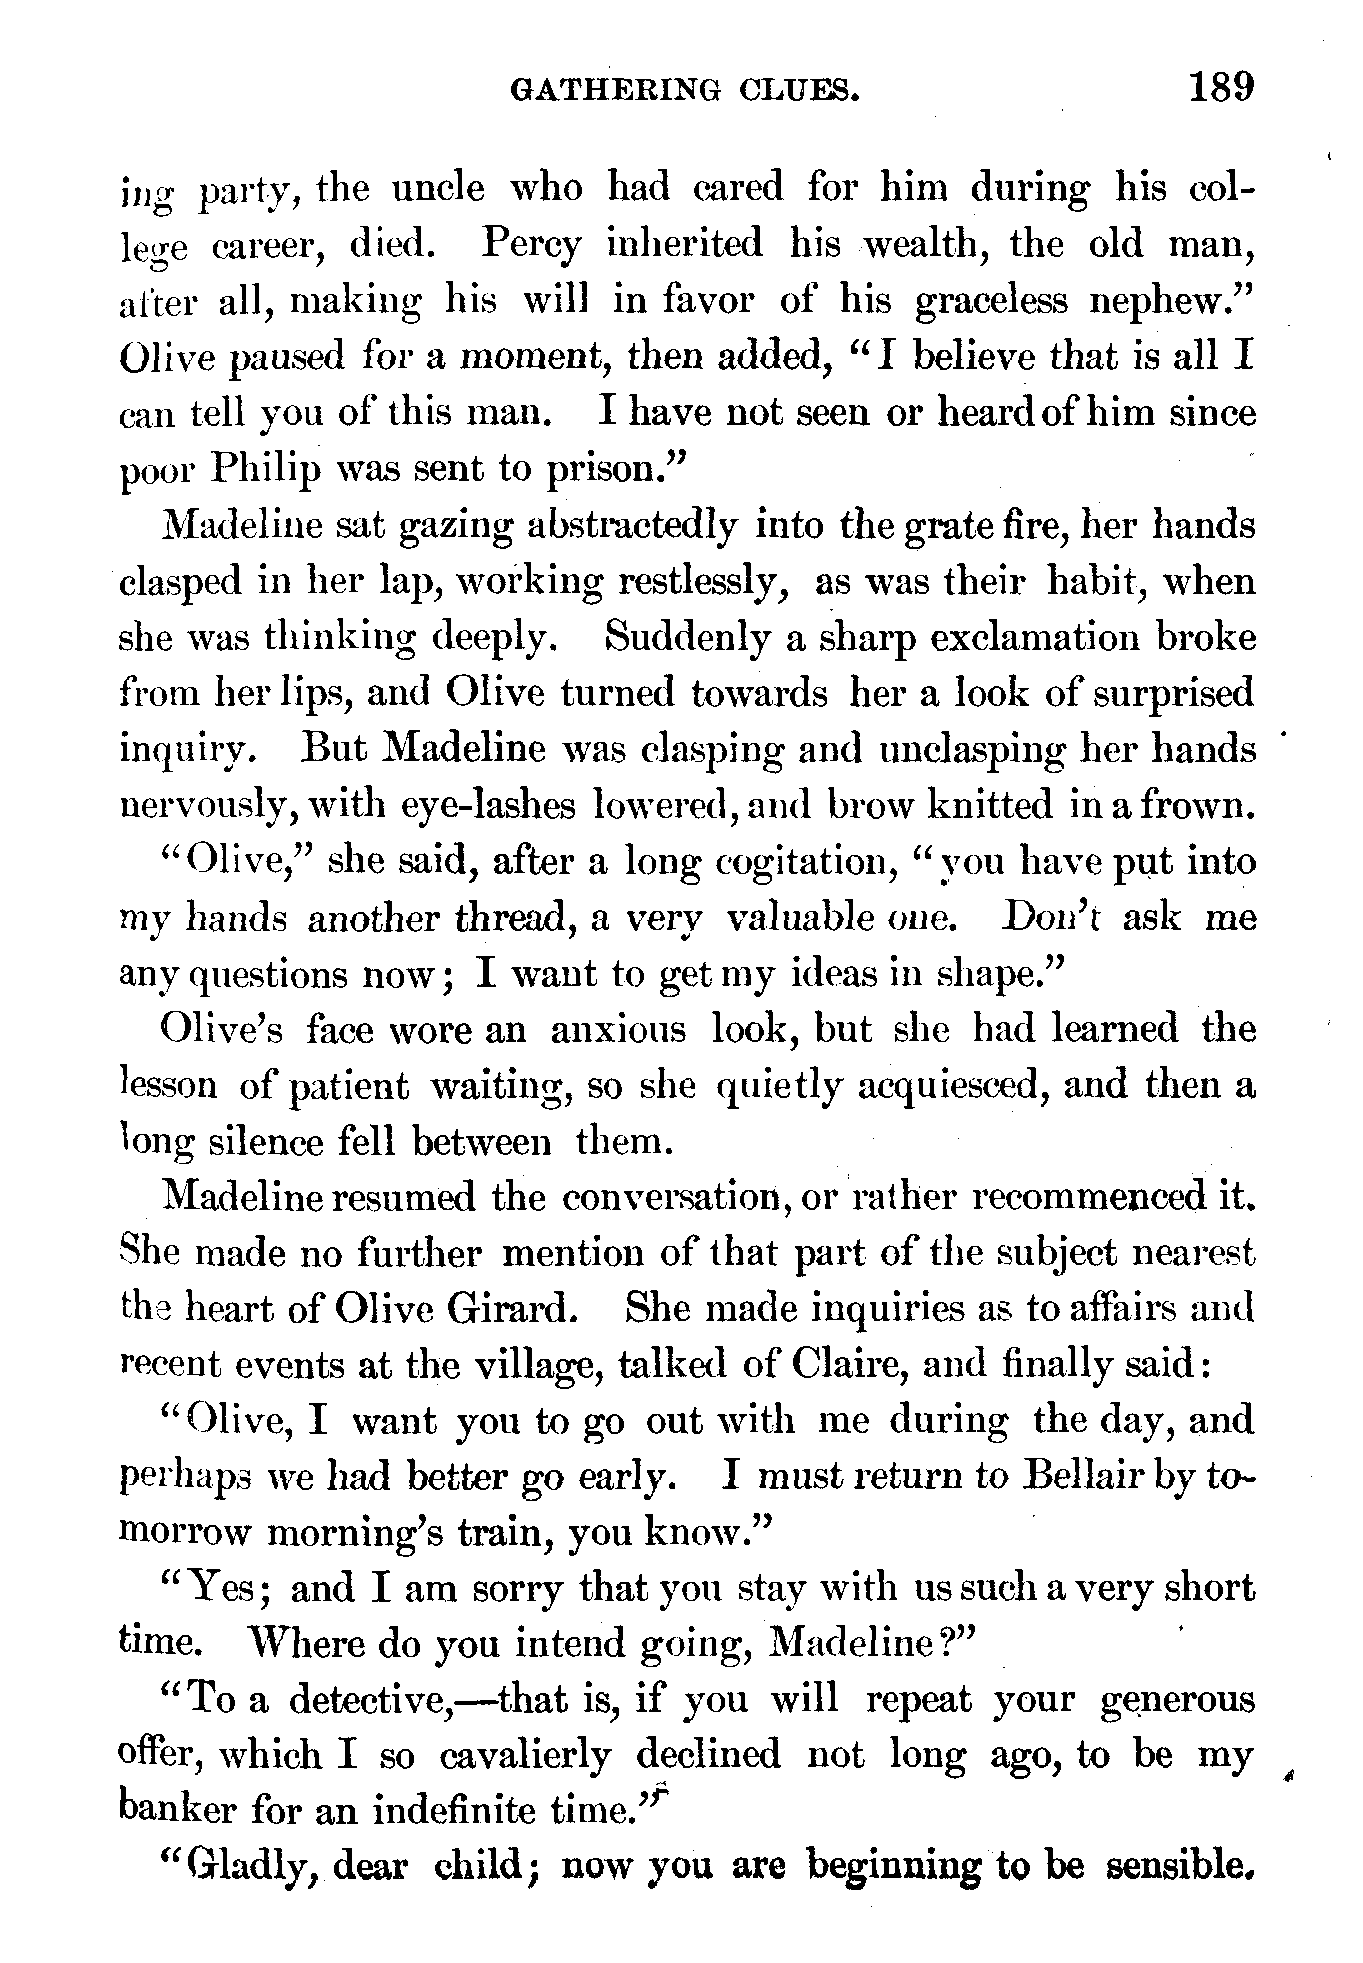 GATHERING CLUES. 189
ing party, the uncle who had cared for him during his col-
lege career, died. Percy inherited his wealth, the old man,
after all, making his will in favor of his graceless nephew."
Olive paused for a moment, then added, "I believe that is all I
can tell you of this man. I have not seen or heard of him since
poor Philip was sent to prison."
Madeline sat gazing abstractedly into the grate fire, her hands
clasped in her lap, working restlessly, as was their habit, when
she was thinking deeply. Suddenly a sharp exclamation broke
from her lips, and Olive turned towards her a look of surprised
inquiry. But Madeline was clasping and unclasping her hands
nervously, with eye-lashes lowered, and brow knitted in a frown.
"Olive," she said, after a long cogitation, "you have put into
my hands another thread, a very valuable one. Don't ask me
any questions now; I want to get my ideas in shape."
Olive's face wore an anxious look, but she had learned the
lesson of patient waiting, so she quietly acquiesced, and then a
long silence fell between them.
Madeline resumed the conversation, or rather recommenced it.
She made no further mention of that part of the subject nearest
the heart of Olive Girard. She made inquiries as to affairs and
recent events at the village, talked of Claire, and finally said:
"Olive, I want you to go out with me during the day, and
perhaps we had better go early. I must return to Bellair by to-
morrow morning's train, you know."
"Yes; and I am sorry that you stay with us such a very short
time. Where do you intend going, Madeline?"
"To a detective,—that is, if you will repeat your generous
offer, which I so cavalierly declined not long ago, to be my
banker for an indefinite time."
"Gladly, dear child; now you are beginning to be sensible.